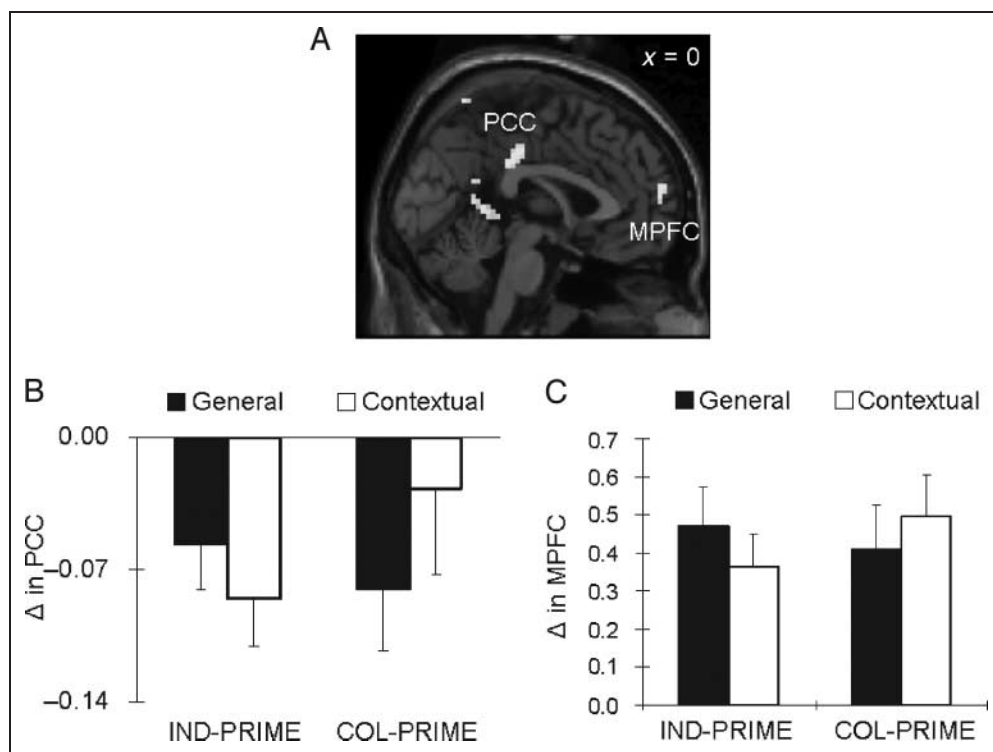 A
x = 0
PCC
MPFC
B
General Contextual
0.00
–0.07
–0.14
Δ in PCC
IND-PRIME COL-PRIME
C
General Contextual
0.7
0.6
0.5
0.4
0.3
0.2
0.1
0.0
Δ in MPFC
IND-PRIME COL-PRIME